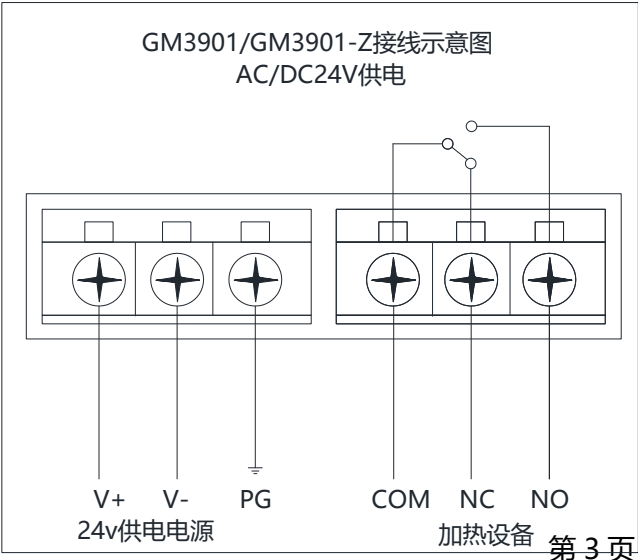 GM3901/GM3901-Z接线示意图
AC/DC24V供电
V+ V- PG COM NC NO
24v供电电源 加热设备
第 3 页